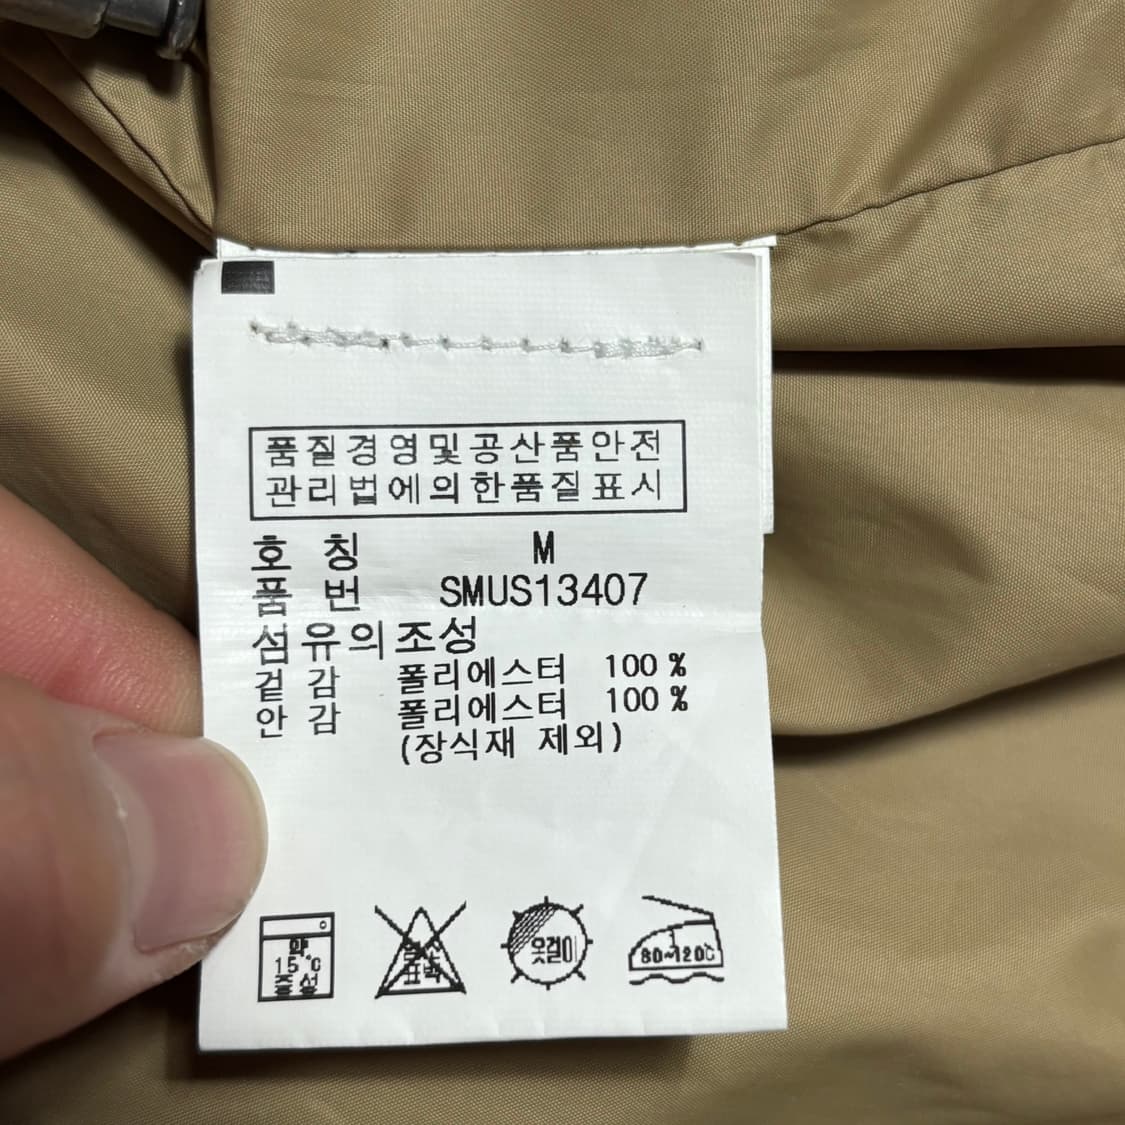 품질경영및공산품안전
관리법에의한품질표시
호 칭 M
품 번 SMUS13407
섬유의조성
겉 감 폴리에스터 100 %
안 감 폴리에스터 100 %
(장식재 제외)
약
15℃
중성
염소
표백
옷걸이
80~120℃